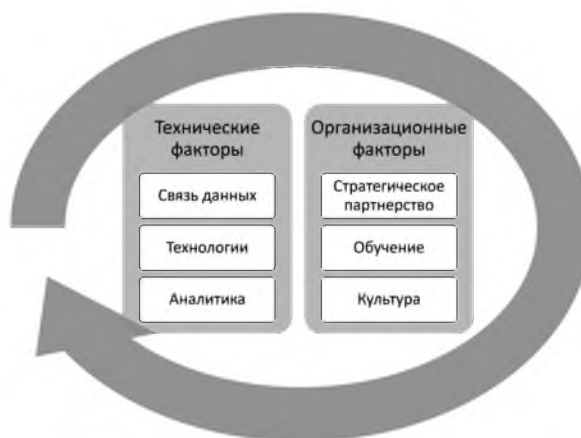 Технические
факторы
Связь данных
Технологии
Аналитика
Организационные
факторы
Стратегическое
партнерство
Обучение
Культура